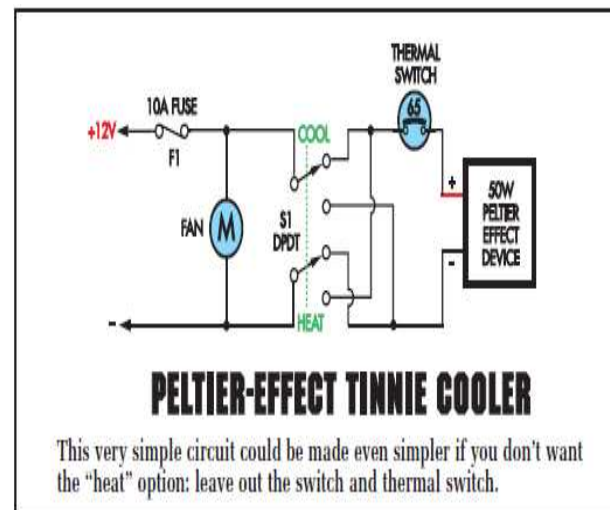 THERMAL
SWITCH
65
10A FUSE
+12V
F1
COOL
+
50W
PELTIER
EFFECT
DEVICE
-
FAN
M
S1
DPDT
-
HEAT
PELTIER-EFFECT TINNIE COOLER
This very simple circuit could be made even simpler if you don't want
the “heat” option: leave out the switch and thermal switch.